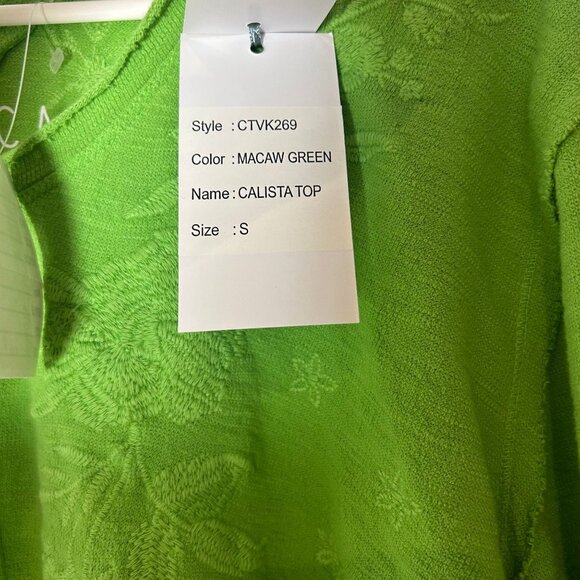 Style : CTVK269
Color : MACAW GREEN
Name : CALISTA TOP
Size : S